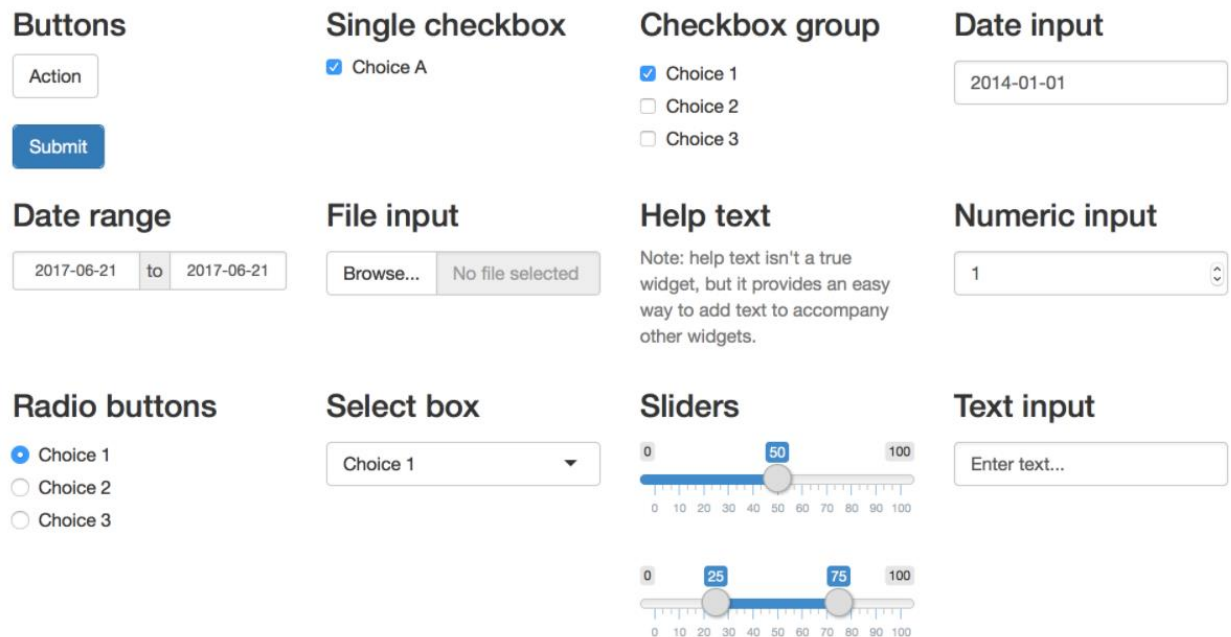 Buttons
Action
Submit
Single checkbox
Choice A
Checkbox group
Choice 1
Choice 2
Choice 3
Date input
2014-01-01
Date range
2017-06-21 to 2017-06-21
File input
Browse... No file selected
Help text
Note: help text isn't a true
widget, but it provides an easy
way to add text to accompany
other widgets.
Numeric input
1
Radio buttons
Choice 1
Choice 2
Choice 3
Select box
Choice 1
Sliders
0 50 100
0 10 20 30 40 50 60 70 80 90 100
0 25 75 100
0 10 20 30 40 50 60 70 80 90 100
Text input
Enter text...